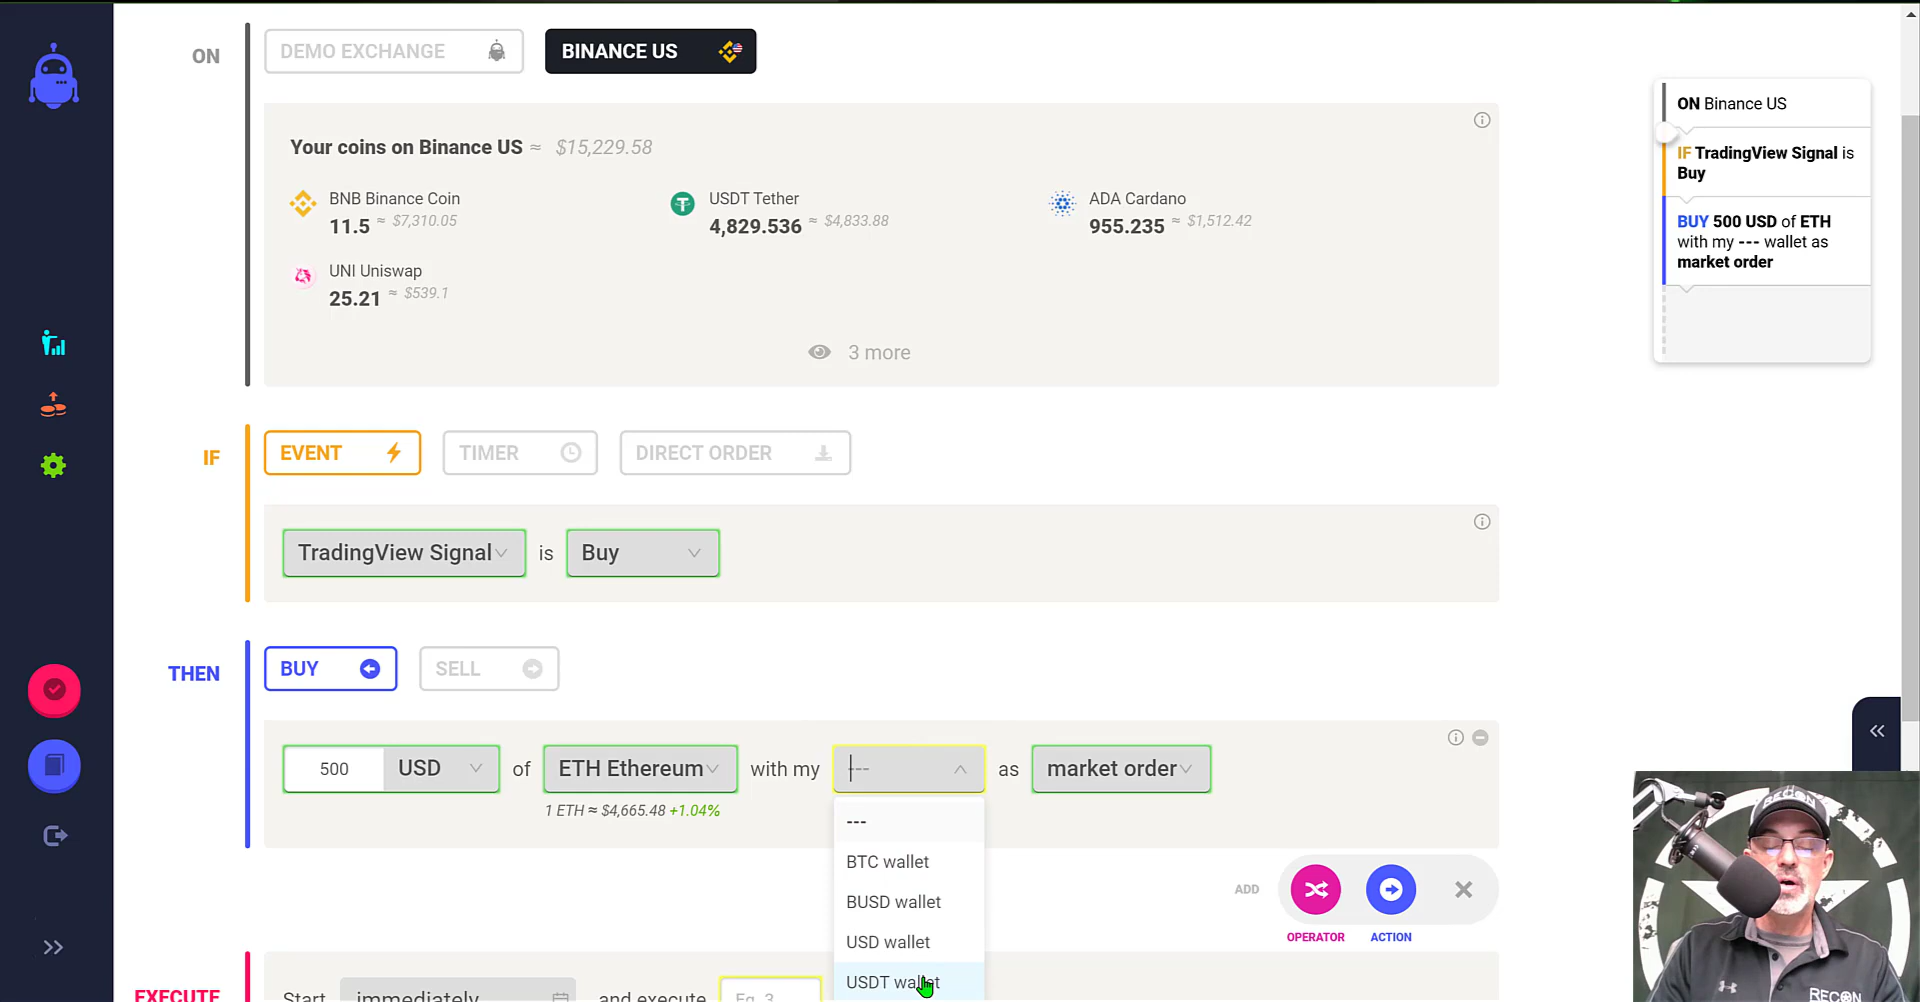 ON
DEMO EXCHANGE
BINANCE US
Your coins on Binance US ≈ $15,229.58
BNB Binance Coin
11.5 ≈ $7,310.05
USDT Tether
4,829.536 ≈ $4,833.88
ADA Cardano
955.235 ≈ $1,512.42
UNI Uniswap
25.21 ≈ $539.1
3 more
ON Binance US
IF TradingView Signal is
Buy
BUY 500 USD of ETH
with my --- wallet as
market order
IF
EVENT
TIMER
DIRECT ORDER
TradingView Signal is Buy
THEN
BUY
SELL
500 USD of ETH Ethereum with my --- as market order
1 ETH ≈ $4,665.48 +1.04%
---
BTC wallet
BUSD wallet
USD wallet
USDT wallet
ADD
OPERATOR
ACTION
EXECUTE
Start immediately and execute Eg. 3
RECON
RECON